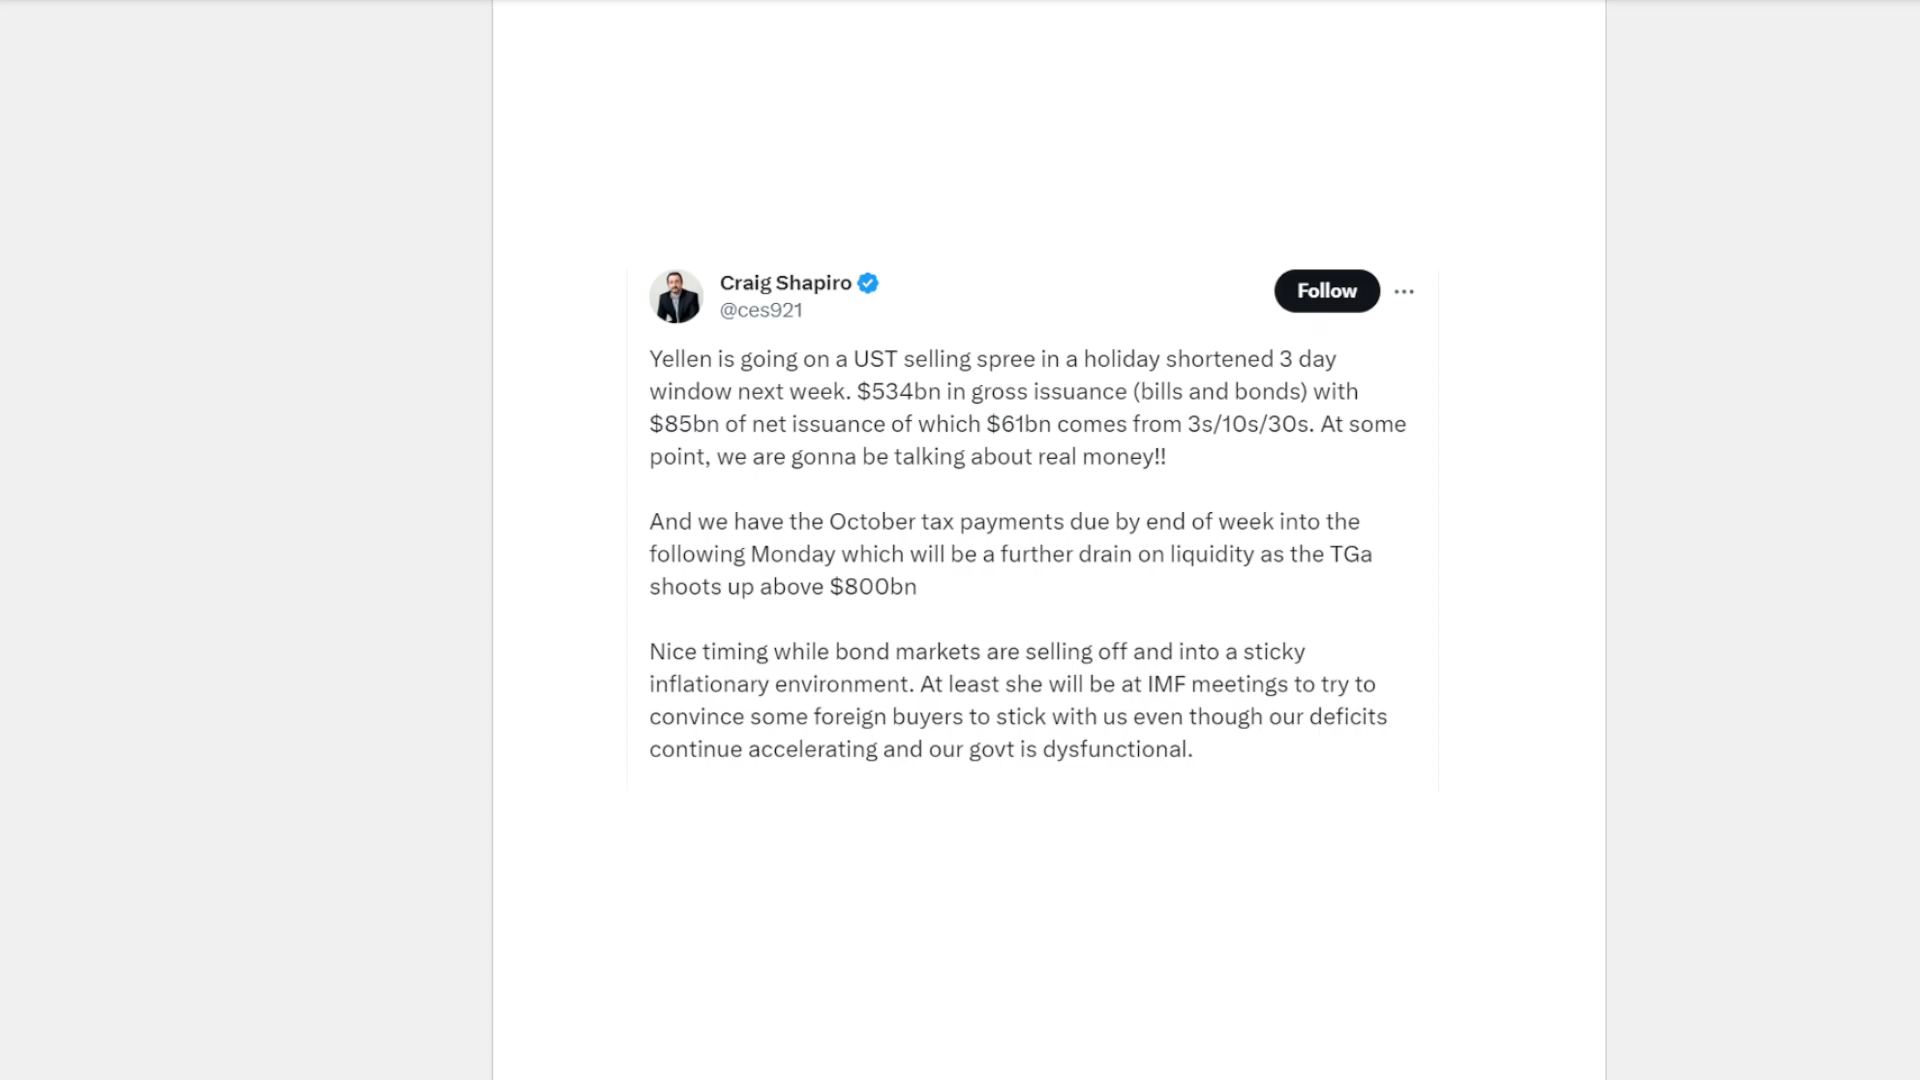 Craig Shapiro
@ces921
Follow
Yellen is going on a UST selling spree in a holiday shortened 3 day
window next week. $534bn in gross issuance (bills and bonds) with
$85bn of net issuance of which $61bn comes from 3s/10s/30s. At some
point, we are gonna be talking about real money!!
And we have the October tax payments due by end of week into the
following Monday which will be a further drain on liquidity as the TGa
shoots up above $800bn
Nice timing while bond markets are selling off and into a sticky
inflationary environment. At least she will be at IMF meetings to try to
convince some foreign buyers to stick with us even though our deficits
continue accelerating and our govt is dysfunctional.